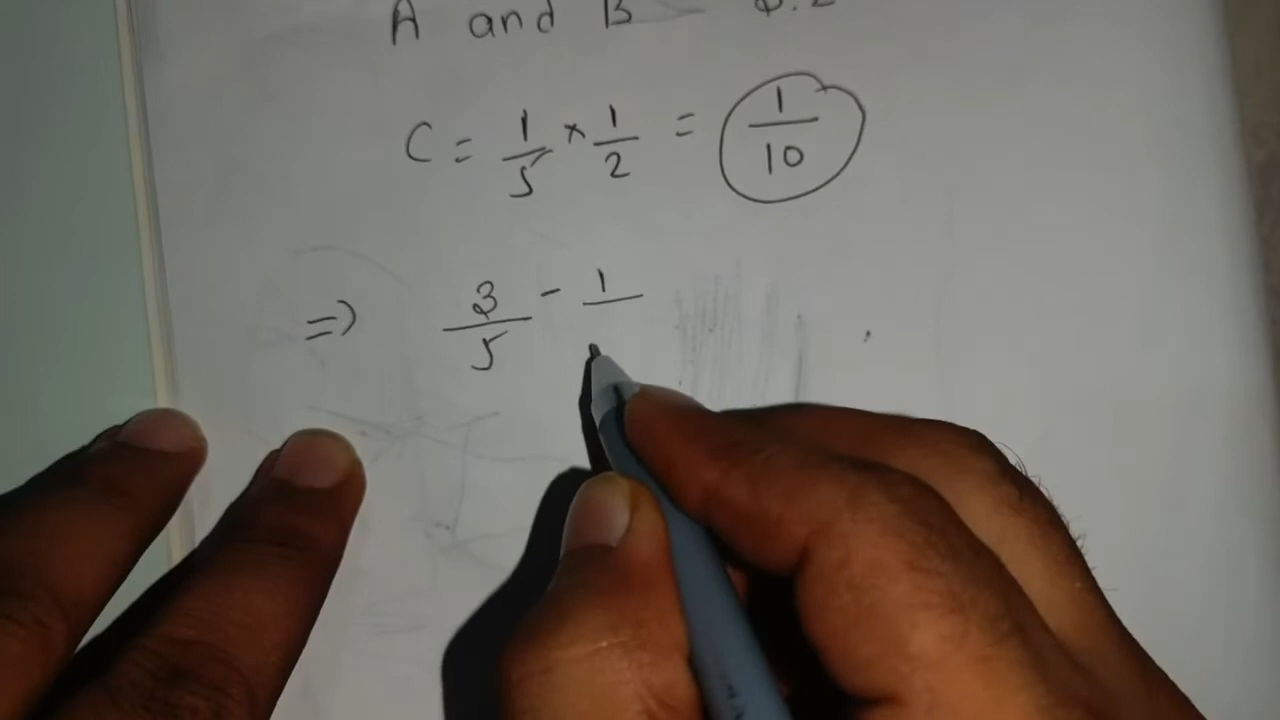 A and B
C = 1/5 × 1/2 = 1/10
⇒ 3/5 - 1/